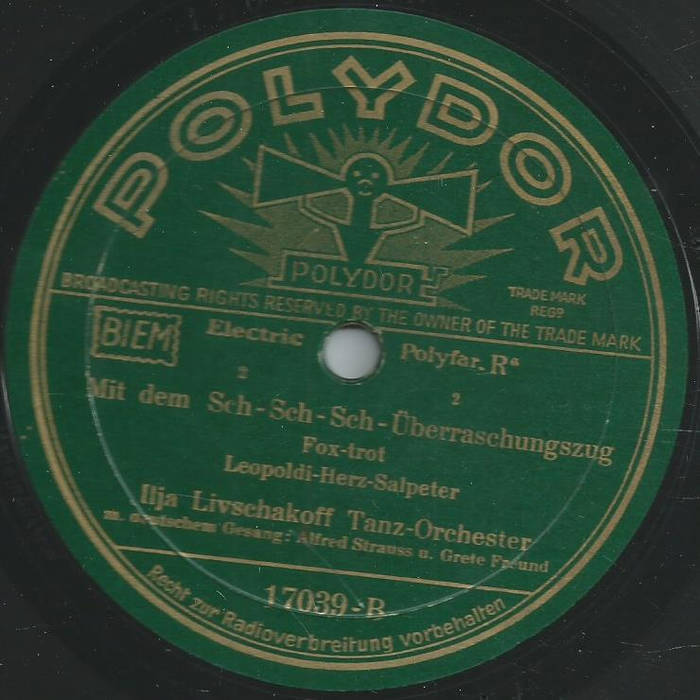 POLYDOR
POLYDOR
TRADE MARK
REGD
BROADCASTING RIGHTS RESERVED BY THE OWNER OF THE TRADE MARK
BIEM
Electric
Polyfar„R“
2
2
Mit dem Sch-Sch-Sch-Überraschungszug
Fox-trot
Leopoldi-Herz-Salpeter
Ilja Livschakoff Tanz-Orchester
m. deutschem Gesang: Alfred Strauss u. Grete Freund
17039-B
Recht zur Radioverbreitung vorbehalten